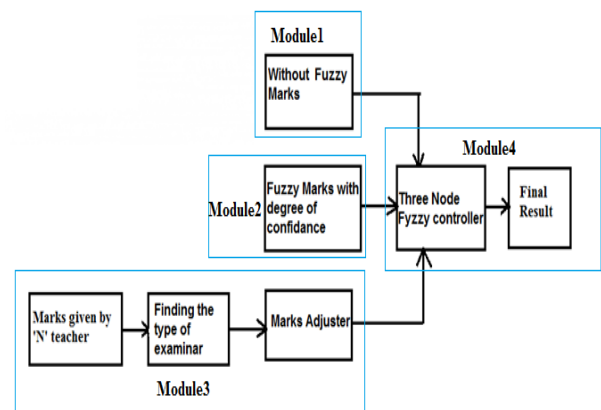 Module1
Without Fuzzy
Marks
Module4
Module2
Fuzzy Marks with
degree of
confidance
Three Node
Fyzzy controller
Final
Result
Marks given by
'N' teacher
Finding the
type of
examinar
Marks Adjuster
Module3